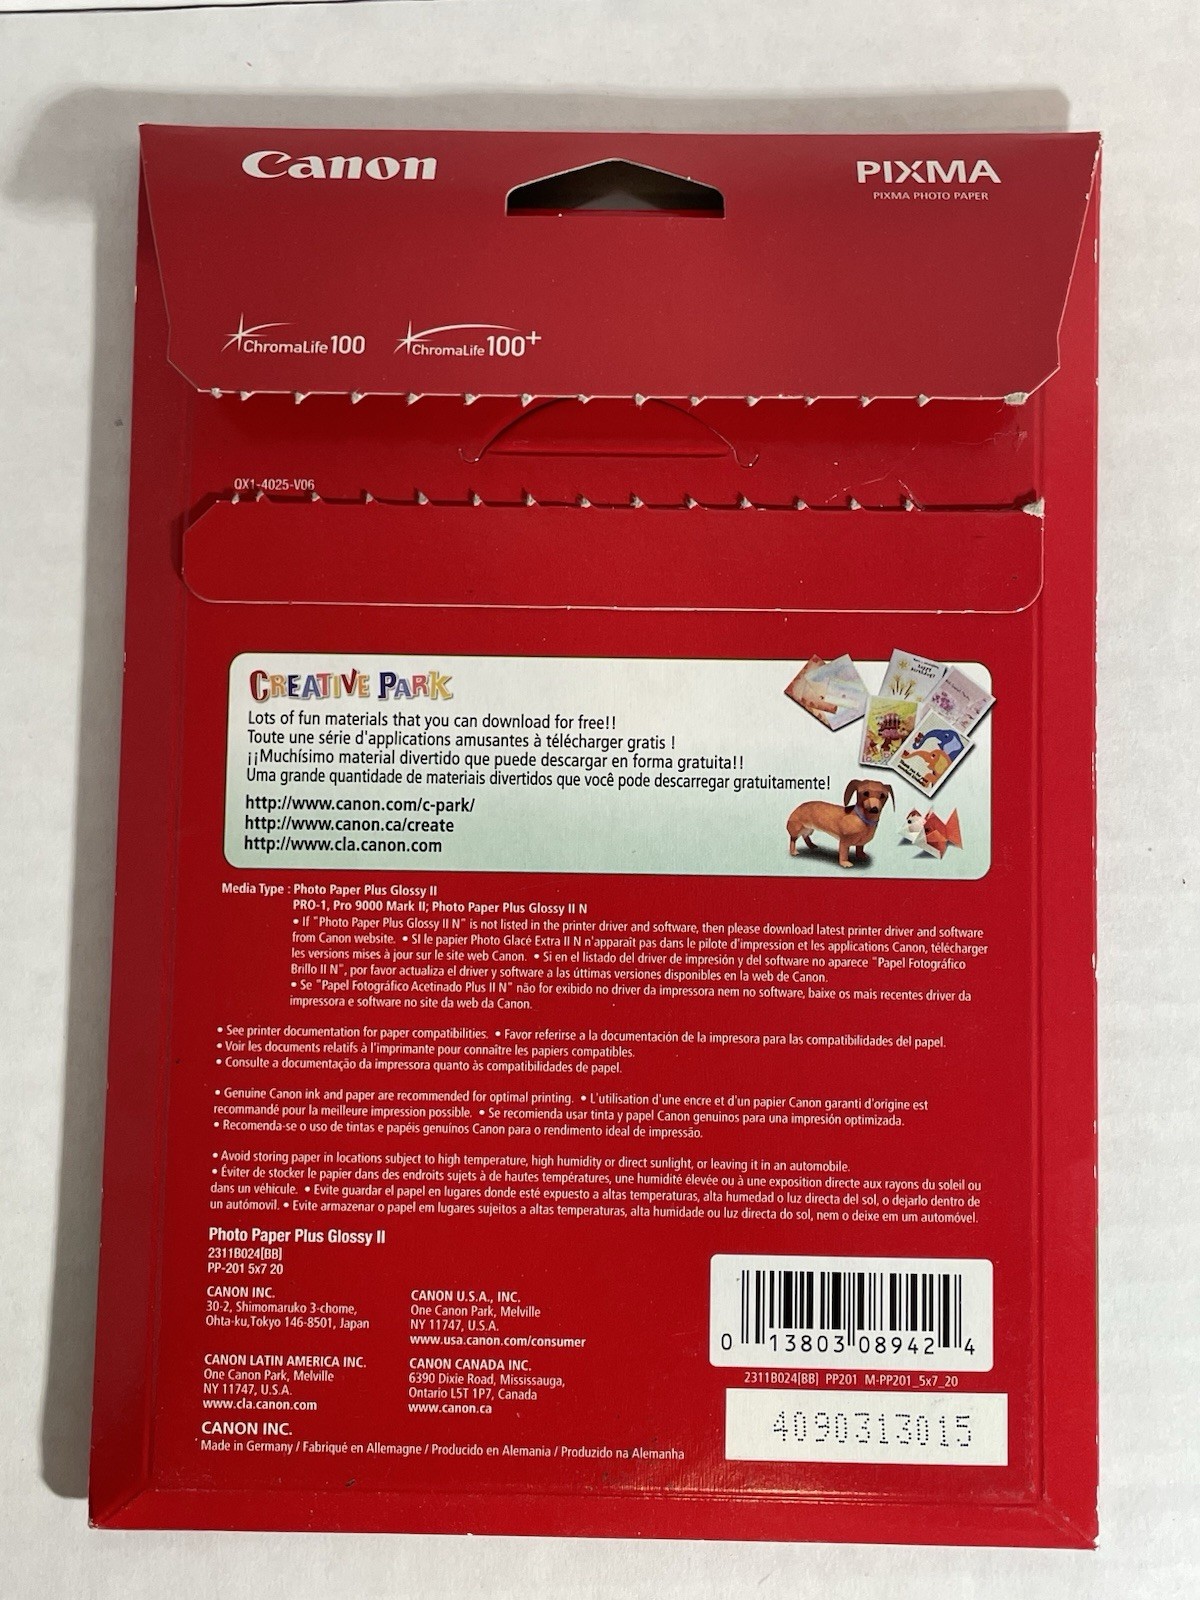 Canon
PIXMA
PIXMA PHOTO PAPER
ChromaLife 100
ChromaLife 100+
QX1-4025-V06
CREATIVE PARK
Lots of fun materials that you can download for free!!
Toute une série d'applications amusantes à télécharger gratis !
¡¡Muchísimo material divertido que puede descargar en forma gratuita!!
Uma grande quantidade de materiais divertidos que você pode descarregar gratuitamente!
http://www.canon.com/c-park/
http://www.canon.ca/create
http://www.cla.canon.com
Media Type : Photo Paper Plus Glossy II
PRO-1, Pro 9000 Mark II; Photo Paper Plus Glossy II N
• If "Photo Paper Plus Glossy II N" is not listed in the printer driver and software, then please download latest printer driver and software
from Canon website. • SI le papier Photo Glacé Extra II N n'apparaît pas dans le pilote d'impression et les applications Canon, télécharger
les versions mises à jour sur le site web Canon. • Si en el listado del driver de impresión y del software no aparece "Papel Fotográfico
Brillo II N", por favor actualiza el driver y software a las úttimas versiones disponibles en la web de Canon.
• Se "Papel Fotográfico Acetinado Plus II N" não for exibido no driver da impressora nem no software, baixe os mais recentes driver da
impressora e software no site da web da Canon.
• See printer documentation for paper compatibilities. • Favor referirse a la documentación de la impresora para las compatibilidades del papel.
• Voir les documents relatifs à l'imprimante pour connaître les papiers compatibles.
• Consulte a documentação da impressora quanto às compatibilidades de papel.
• Genuine Canon ink and paper are recommended for optimal printing. • L'utilisation d'une encre et d'un papier Canon garanti d'origine est
recommandé pour la meilleure impression possible. • Se recomienda usar tinta y papel Canon genuinos para una impresión optimizada.
• Recomenda-se o uso de tintas e papéis genuínos Canon para o rendimento ideal de impressão.
• Avoid storing paper in locations subject to high temperature, high humidity or direct sunlight, or leaving it in an automobile.
• Éviter de stocker le papier dans des endroits sujets à de hautes températures, une humidité élevée ou à une exposition directe aux rayons du soleil ou
dans un véhicule. • Evite guardar el papel en lugares donde esté expuesto a altas temperaturas, alta humedad o luz directa del sol, o dejarlo dentro de
un autómovil. • Evite armazenar o papel em lugares sujeitos a altas temperaturas, alta humidade ou luz directa do sol, nem o deixe em um automóvel.
Photo Paper Plus Glossy II
2311B024[BB]
PP-201 5x7 20
CANON INC.
30-2, Shimomaruko 3-chome,
Ohta-ku,Tokyo 146-8501, Japan
CANON U.S.A., INC.
One Canon Park, Melville
NY 11747, U.S.A.
www.usa.canon.com/consumer
CANON LATIN AMERICA INC.
One Canon Park, Melville
NY 11747, U.S.A.
www.cla.canon.com
CANON CANADA INC.
6390 Dixie Road, Mississauga,
Ontario L5T 1P7, Canada
www.canon.ca
CANON INC.
Made in Germany / Fabriqué en Allemagne / Producido en Alemania / Produzido na Alemanha
0 13803 08942 4
2311B024[BB] PP201 M-PP201_5x7_20
4090313015